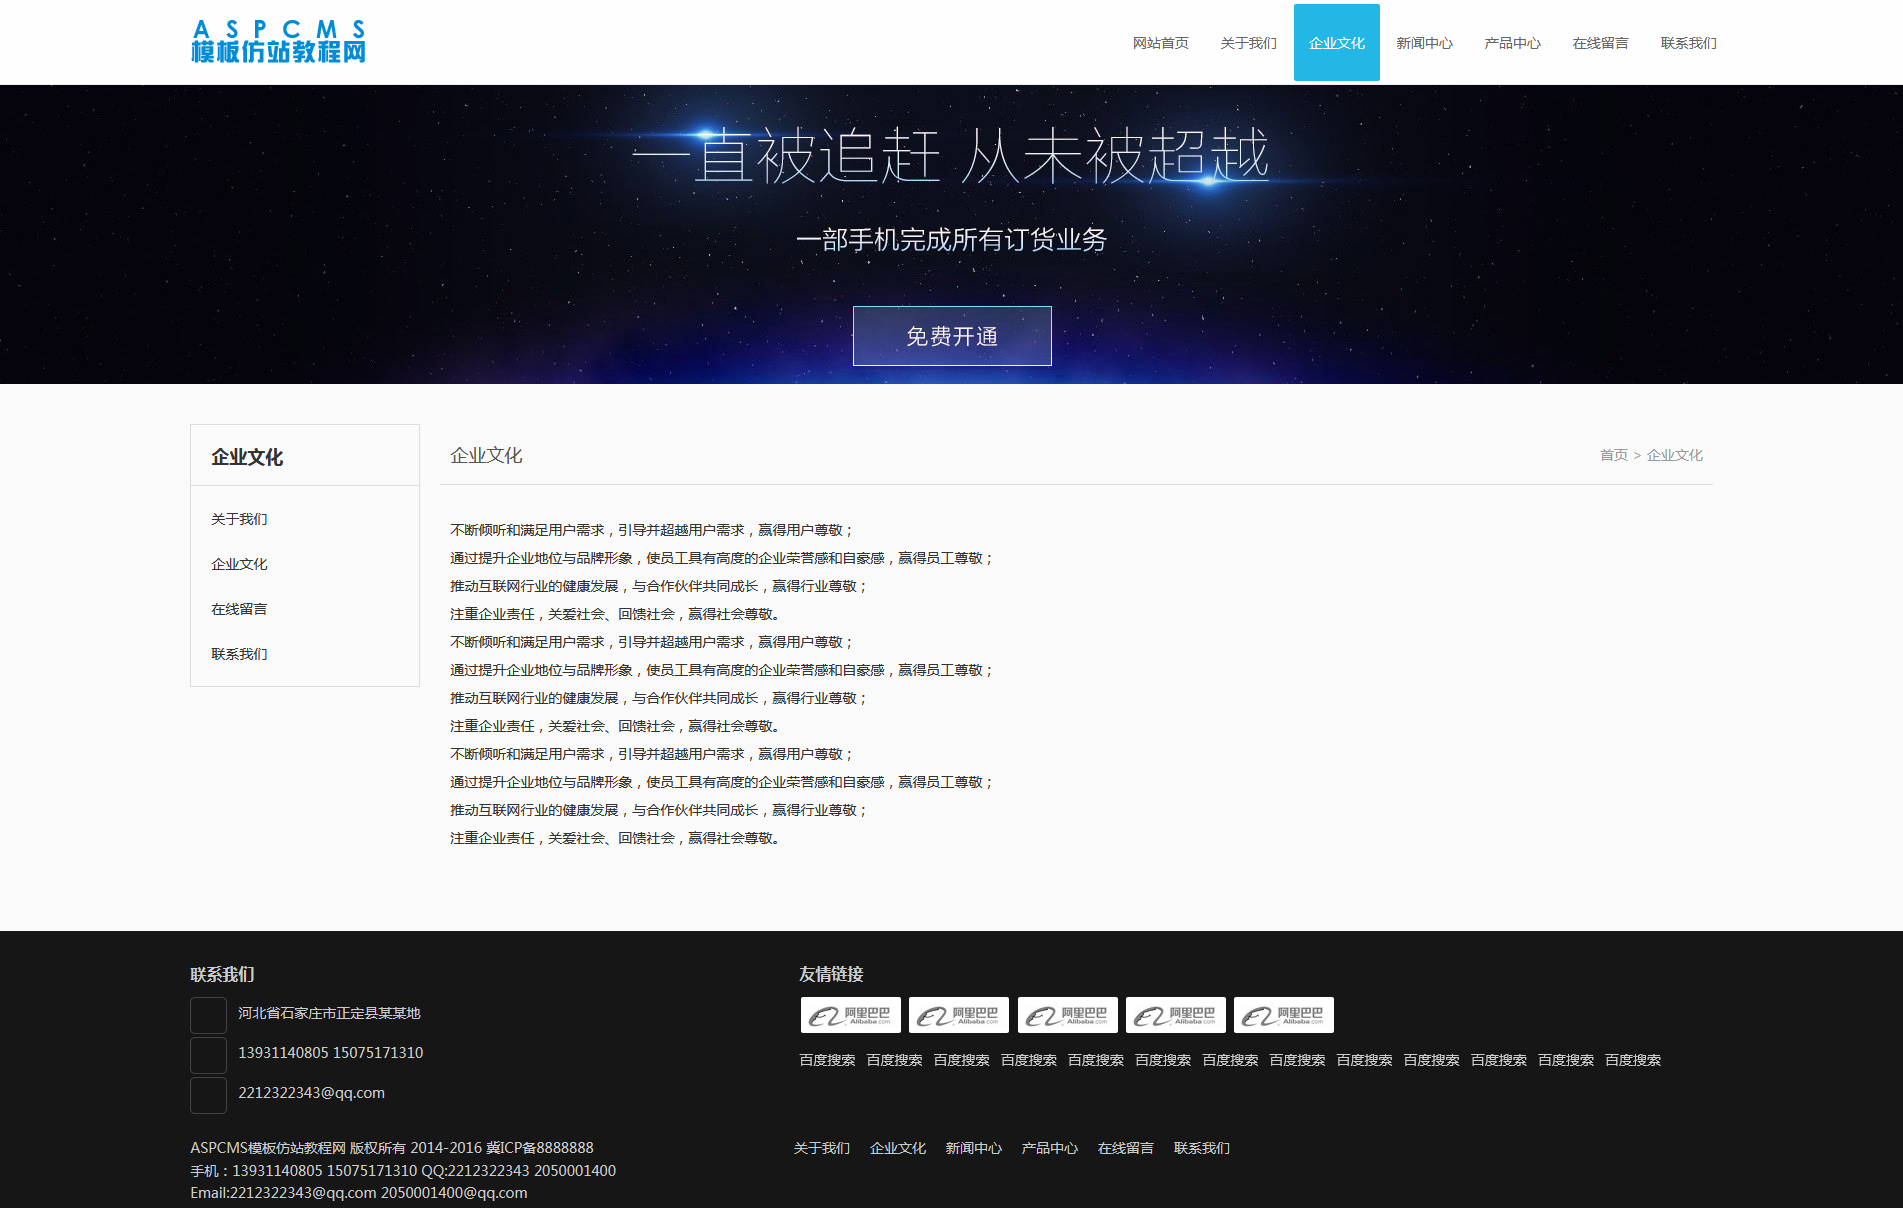 ASPCMS
模板仿站教程网
网站首页 关于我们 企业文化 新闻中心 产品中心 在线留言 联系我们
一直被追赶 从未被超越
一部手机完成所有订货业务
免费开通
企业文化
关于我们
企业文化
在线留言
联系我们
企业文化
首页 > 企业文化
不断倾听和满足用户需求，引导并超越用户需求，赢得用户尊敬；
通过提升企业地位与品牌形象，使员工具有高度的企业荣誉感和自豪感，赢得员工尊敬；
推动互联网行业的健康发展，与合作伙伴共同成长，赢得行业尊敬；
注重企业责任，关爱社会、回馈社会，赢得社会尊敬。
不断倾听和满足用户需求，引导并超越用户需求，赢得用户尊敬；
通过提升企业地位与品牌形象，使员工具有高度的企业荣誉感和自豪感，赢得员工尊敬；
推动互联网行业的健康发展，与合作伙伴共同成长，赢得行业尊敬；
注重企业责任，关爱社会、回馈社会，赢得社会尊敬。
不断倾听和满足用户需求，引导并超越用户需求，赢得用户尊敬；
通过提升企业地位与品牌形象，使员工具有高度的企业荣誉感和自豪感，赢得员工尊敬；
推动互联网行业的健康发展，与合作伙伴共同成长，赢得行业尊敬；
注重企业责任，关爱社会、回馈社会，赢得社会尊敬。
联系我们
河北省石家庄市正定县某某地
13931140805 15075171310
2212322343@qq.com
友情链接
阿里巴巴 阿里巴巴 阿里巴巴 阿里巴巴 阿里巴巴
Alibaba.com Alibaba.com Alibaba.com Alibaba.com Alibaba.com
百度搜索 百度搜索 百度搜索 百度搜索 百度搜索 百度搜索 百度搜索 百度搜索 百度搜索 百度搜索 百度搜索 百度搜索 百度搜索
ASPCMS模板仿站教程网 版权所有 2014-2016 冀ICP备8888888
手机：13931140805 15075171310 QQ:2212322343 2050001400
Email:2212322343@qq.com 2050001400@qq.com
关于我们 企业文化 新闻中心 产品中心 在线留言 联系我们